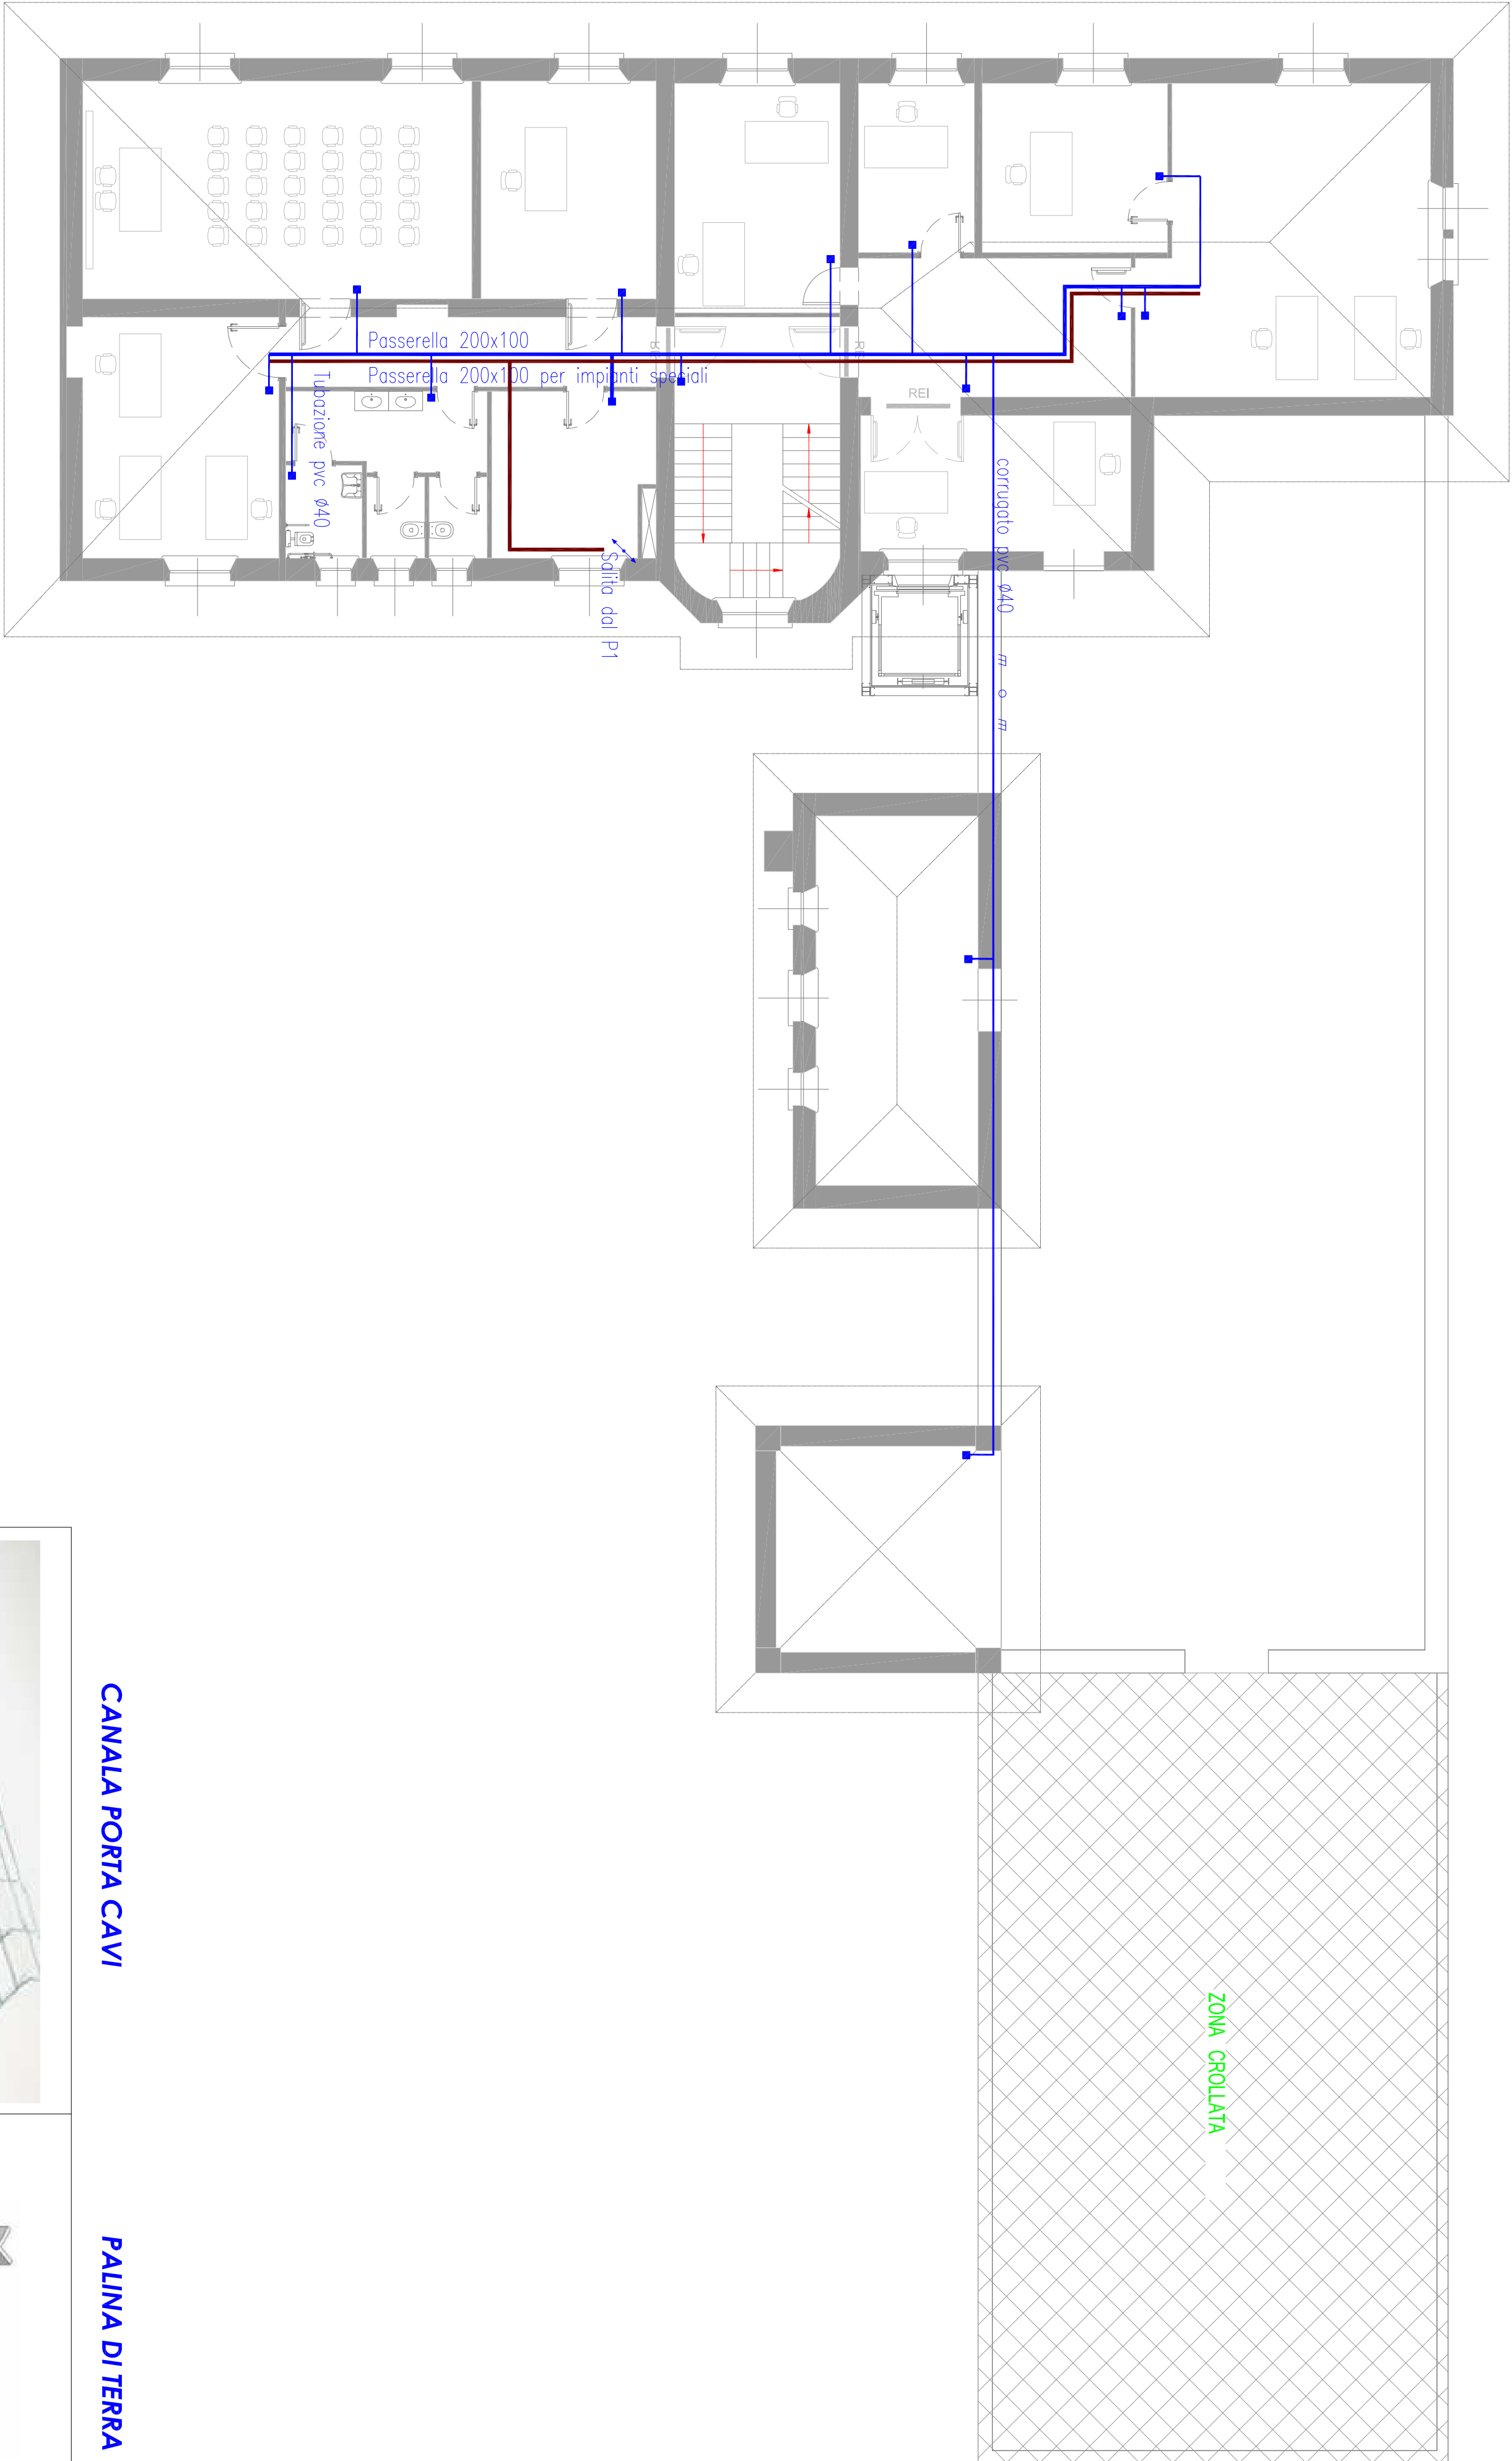 Passerella 200x100
Passerella 200x100 per impianti speciali
Tubazione pvc Ø40
Salita dal P1
REI
corrugato pvc Ø40
ZONA CROLLATA
CANALA PORTA CAVI
PALINA DI TERRA